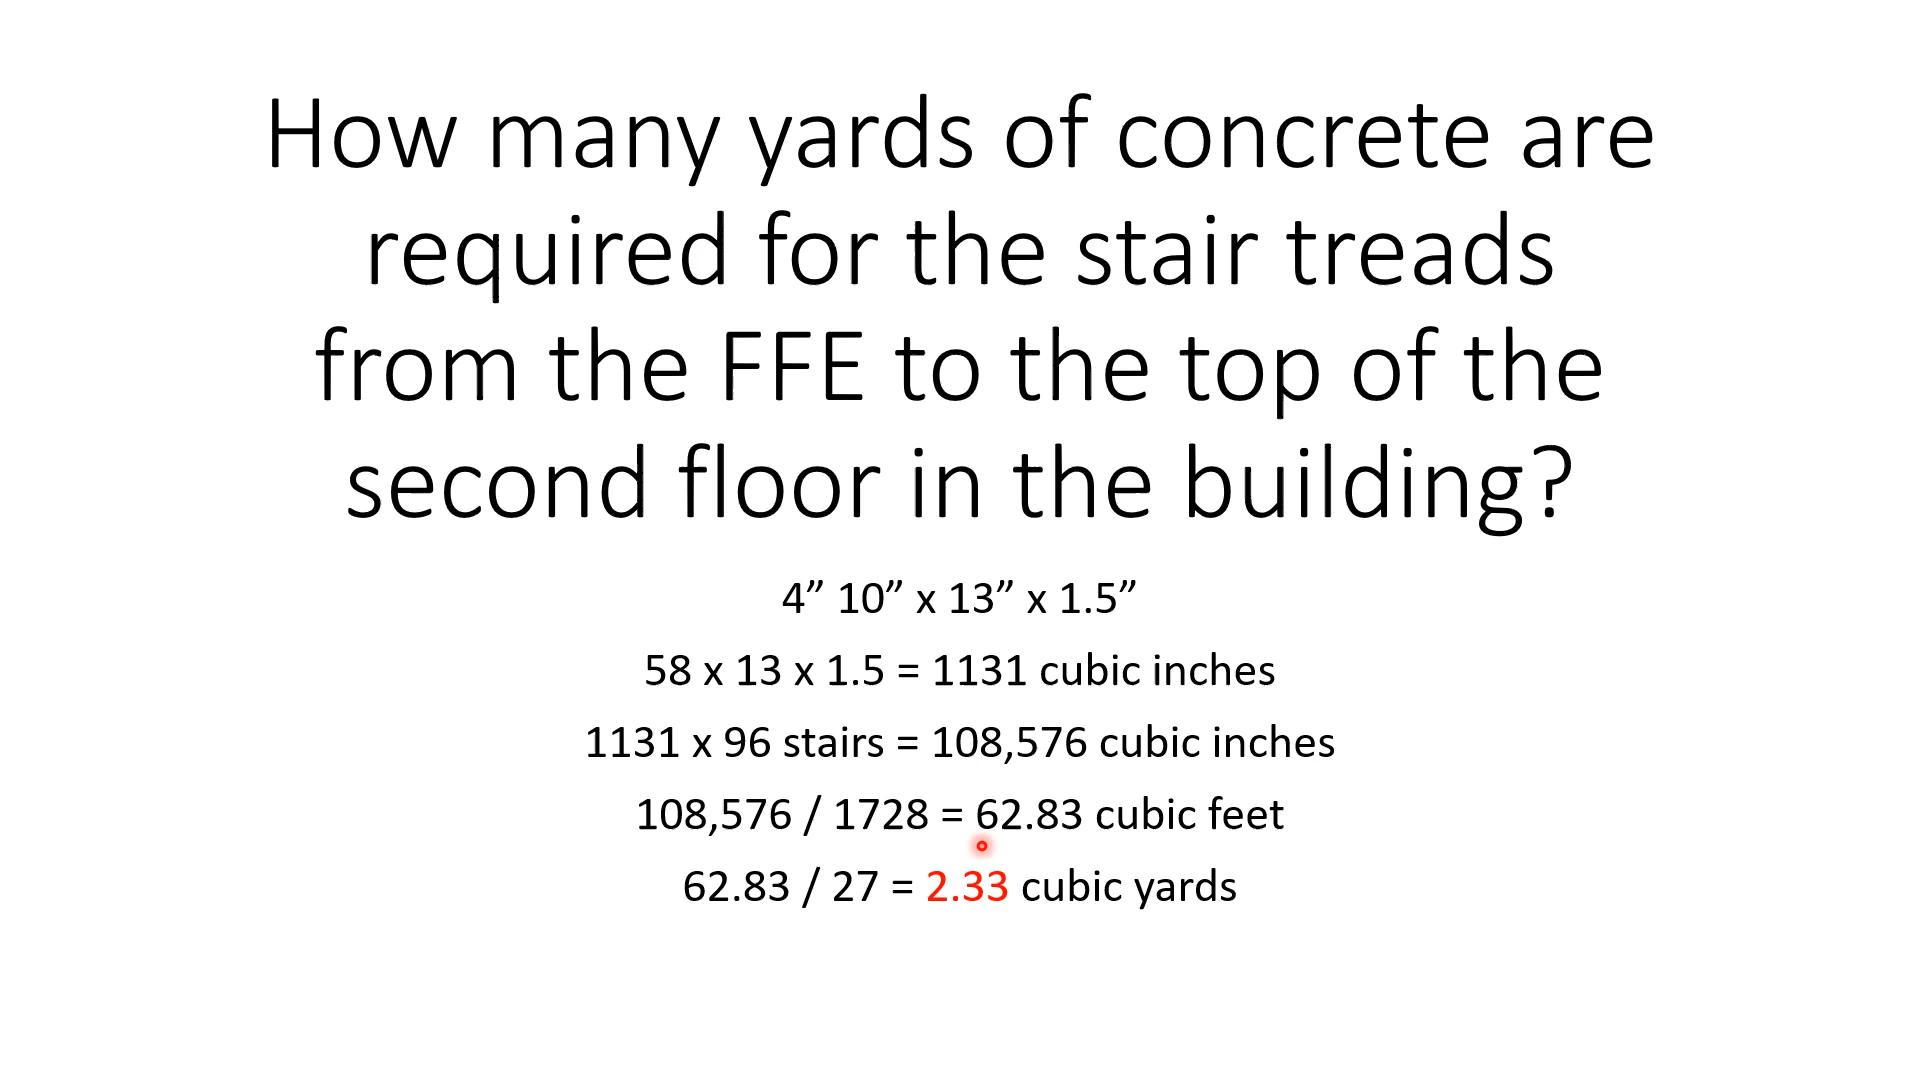 How many yards of concrete are
required for the stair treads
from the FFE to the top of the
second floor in the building?
4” 10” x 13” x 1.5”
58 x 13 x 1.5 = 1131 cubic inches
1131 x 96 stairs = 108,576 cubic inches
108,576 / 1728 = 62.83 cubic feet
62.83 / 27 = 2.33 cubic yards